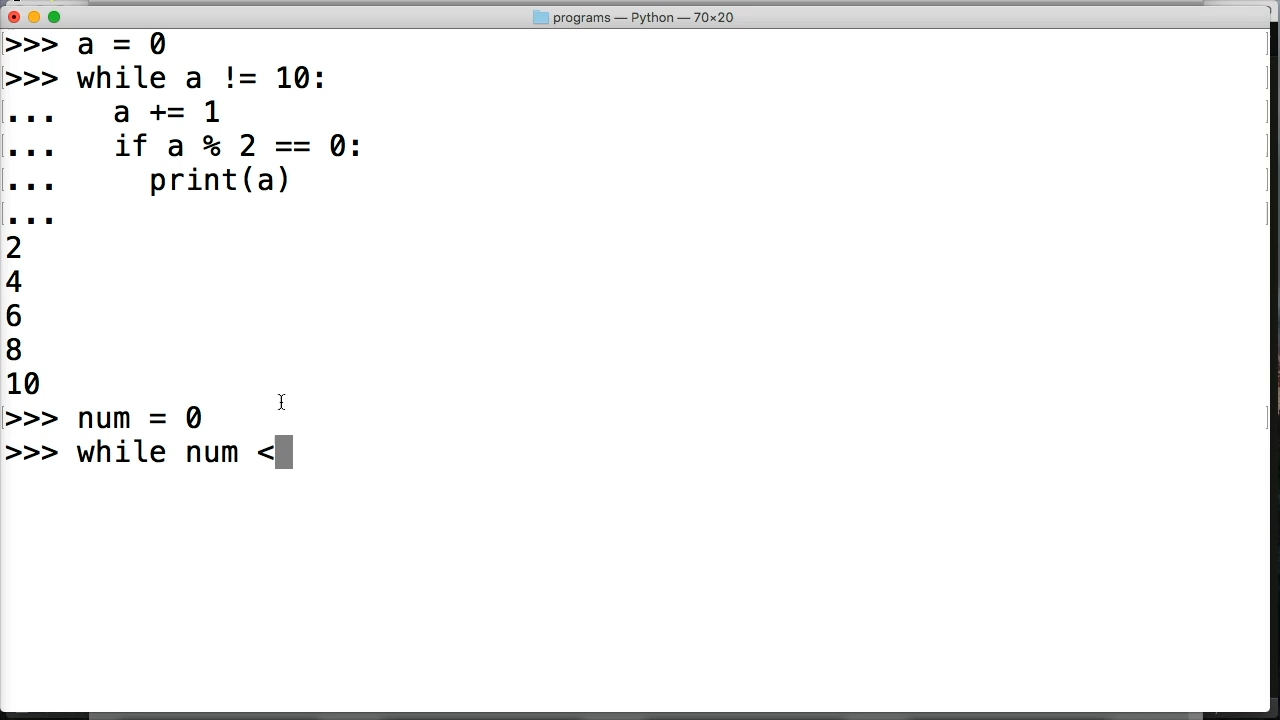 programs — Python — 70×20
>>> a = 0
>>> while a != 10:
...   a += 1
...   if a % 2 == 0:
...     print(a)
...
2
4
6
8
10
>>> num = 0
>>> while num <